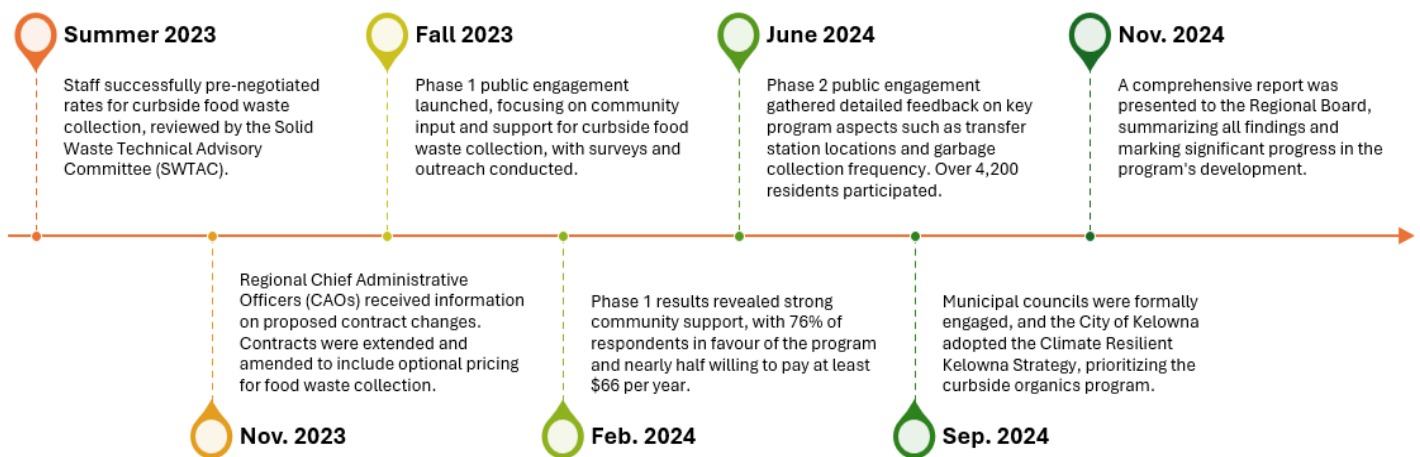 Summer 2023
Staff successfully pre-negotiated
rates for curbside food waste
collection, reviewed by the Solid
Waste Technical Advisory
Committee (SWTAC).
Fall 2023
Phase 1 public engagement
launched, focusing on community
input and support for curbside food
waste collection, with surveys and
outreach conducted.
June 2024
Phase 2 public engagement
gathered detailed feedback on key
program aspects such as transfer
station locations and garbage
collection frequency. Over 4,200
residents participated.
Nov. 2024
A comprehensive report was
presented to the Regional Board,
summarizing all findings and
marking significant progress in the
program's development.
Regional Chief Administrative
Officers (CAOs) received information
on proposed contract changes.
Contracts were extended and
amended to include optional pricing
for food waste collection.
Nov. 2023
Phase 1 results revealed strong
community support, with 76% of
respondents in favour of the program
and nearly half willing to pay at least
$66 per year.
Feb. 2024
Municipal councils were formally
engaged, and the City of Kelowna
adopted the Climate Resilient
Kelowna Strategy, prioritizing the
curbside organics program.
Sep. 2024